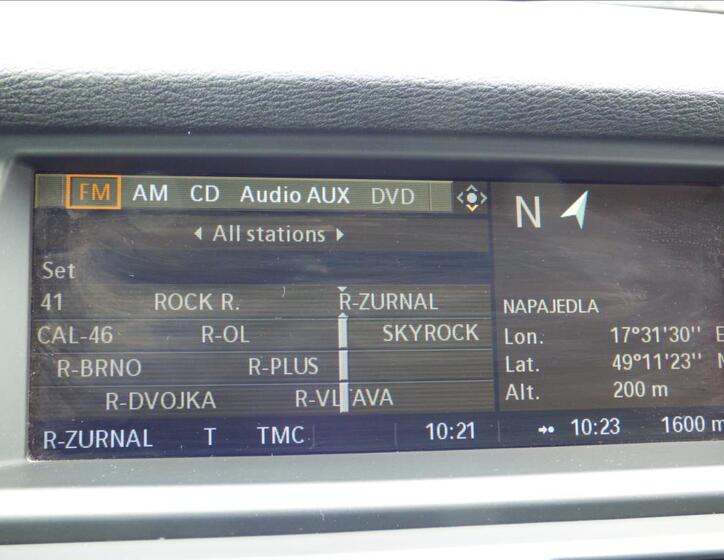 FM AM CD Audio AUX DVD
All stations
Set
41 ROCK R. R-ZURNAL
CAL-46 R-OL SKYROCK
R-BRNO R-PLUS
R-DVOJKA R-VLTAVA
R-ZURNAL T TMC 10:21
N
NAPAJEDLA
Lon. 17°31'30'' E
Lat. 49°11'23'' N
Alt. 200 m
10:23 1600 m